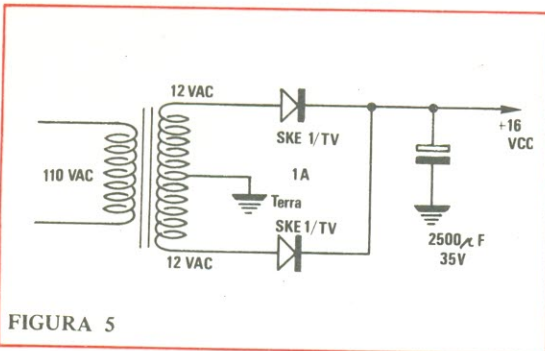 12 VAC
SKE 1/TV
+16
VCC
110 VAC
1A
Terra
SKE 1/TV
12 VAC
2500µF
35V
FIGURA 5